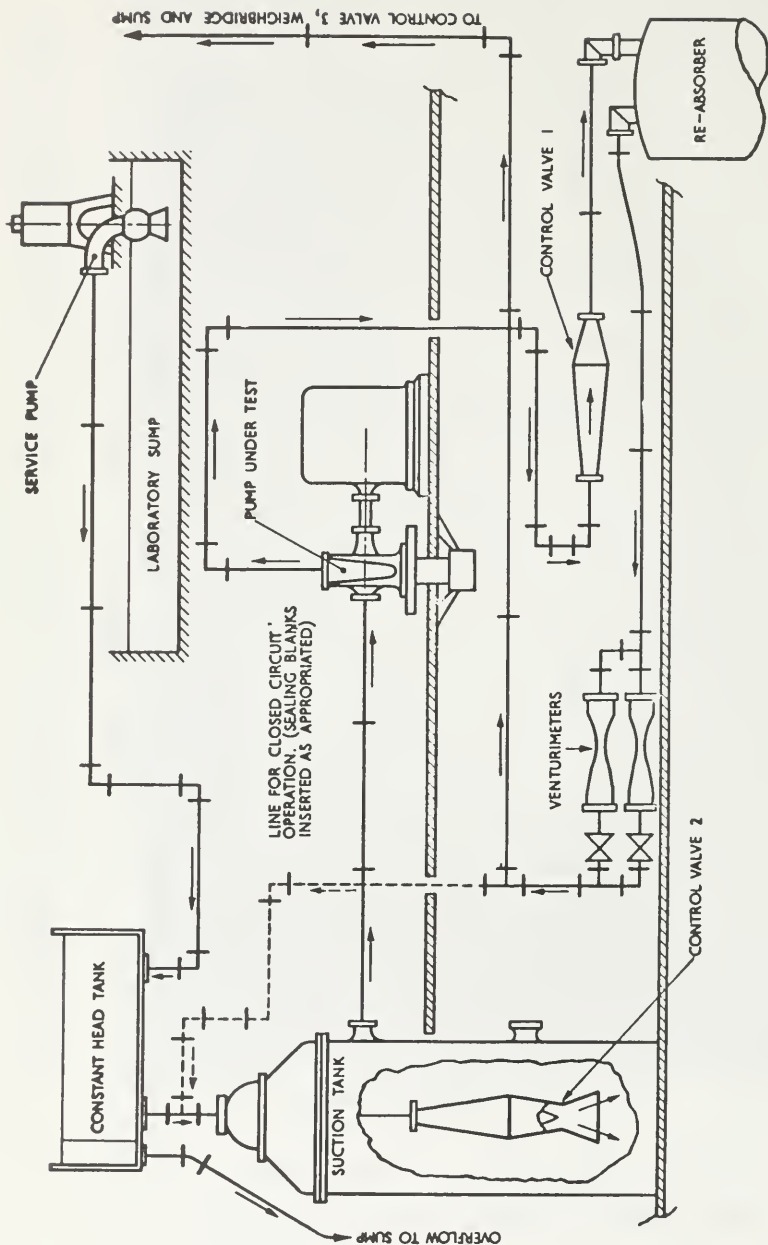 TO CONTROL VALVE 3, WEIGHBRIDGE AND SUMP
SERVICE PUMP
LABORATORY SUMP
RE-ABSORBER
CONTROL VALVE 1
PUMP UNDER TEST
LINE FOR CLOSED CIRCUIT '
OPERATION. (SEALING BLANKS
INSERTED AS APPROPRIATED)
VENTURIMETERS
CONTROL VALVE 2
CONSTANT HEAD TANK
SUCTION TANK
OVERFLOW TO SUMP